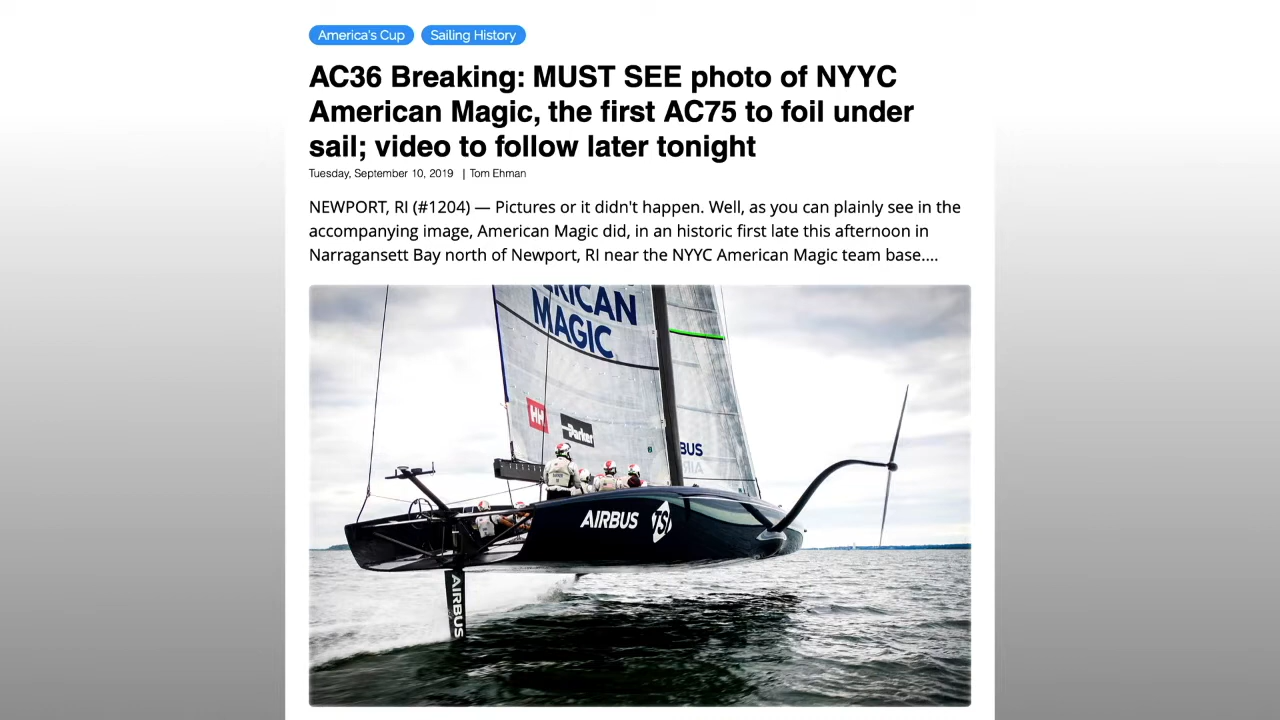 America's Cup
Sailing History
AC36 Breaking: MUST SEE photo of NYYC
American Magic, the first AC75 to foil under
sail; video to follow later tonight
Tuesday, September 10, 2019 | Tom Ehman
NEWPORT, RI (#1204) — Pictures or it didn't happen. Well, as you can plainly see in the
accompanying image, American Magic did, in an historic first late this afternoon in
Narragansett Bay north of Newport, RI near the NYYC American Magic team base....
RICAN
MAGIC
HH
Parker
BUS
AIRBUS
AIRBUS